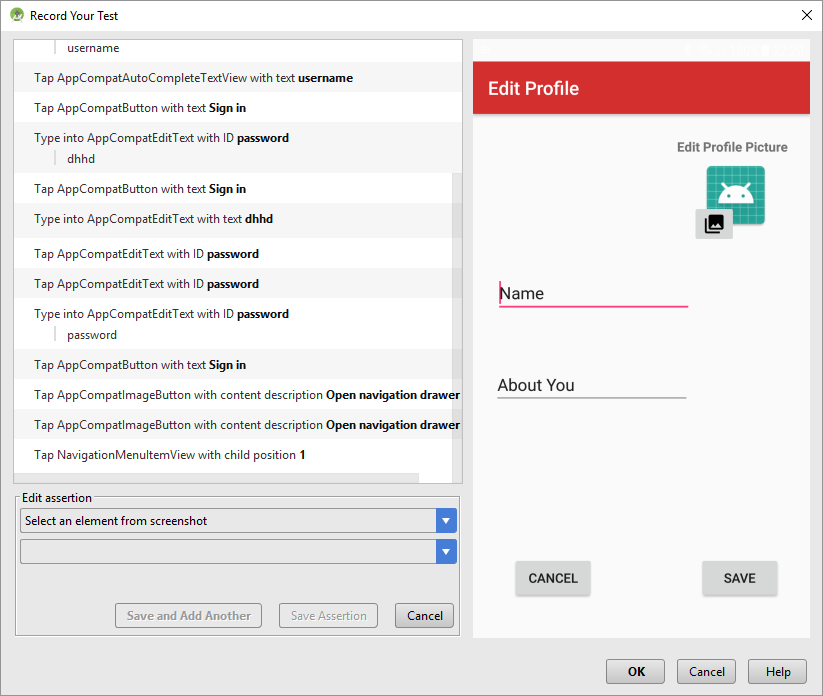 Record Your Test
username
Tap AppCompatAutoCompleteTextView with text username
Tap AppCompatButton with text Sign in
Type into AppCompatEditText with ID password
dhhd
Tap AppCompatButton with text Sign in
Type into AppCompatEditText with text dhhd
Tap AppCompatEditText with ID password
Tap AppCompatEditText with ID password
Type into AppCompatEditText with ID password
password
Tap AppCompatButton with text Sign in
Tap AppCompatImageButton with content description Open navigation drawer
Tap AppCompatImageButton with content description Open navigation drawer
Tap NavigationMenuItemView with child position 1
Edit assertion
Select an element from screenshot
Save and Add Another
Save Assertion
Cancel
Edit Profile
Edit Profile Picture
Name
About You
CANCEL
SAVE
OK
Cancel
Help